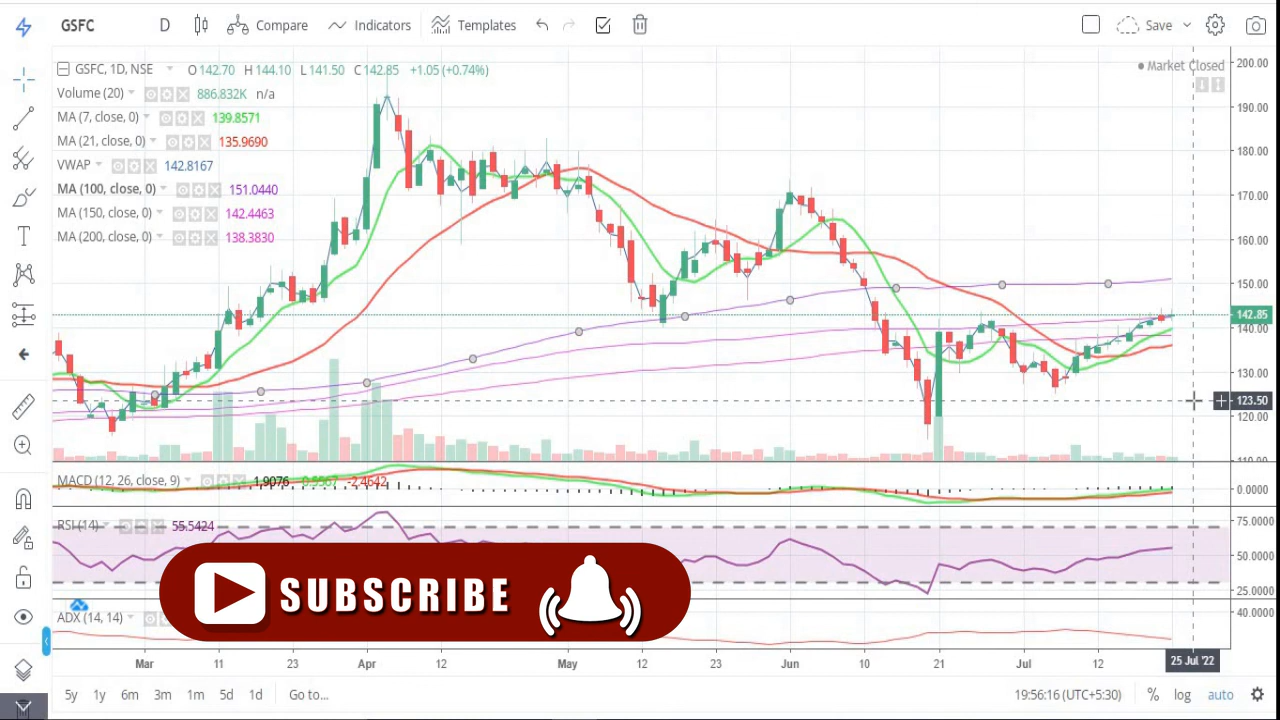 GSFC D Compare Indicators Templates Save
GSFC, 1D, NSE O 142.70 H 144.10 L 141.50 C 142.85 +1.05 (+0.74%)
Market Closed
Volume (20) 886.832K n/a
MA (7, close, 0) 139.8571
MA (21, close, 0) 135.9690
VWAP 142.8167
MA (100, close, 0) 151.0440
MA (150, close, 0) 142.4463
MA (200, close, 0) 138.3830
200.00
190.00
180.00
170.00
160.00
150.00
142.85
140.00
130.00
123.50
120.00
MACD (12, 26, close, 9) 1.9076 -2.4642
0.0000
RSI (14) 55.5424
75.0000
50.0000
25.0000
SUBSCRIBE
ADX (14, 14)
40.0000
Mar 11 23 Apr 12 May 12 23 Jun 10 21 Jul 12 25 Jul '22
5y 1y 6m 3m 1m 5d 1d Go to... 19:56:16 (UTC+5:30) % log auto